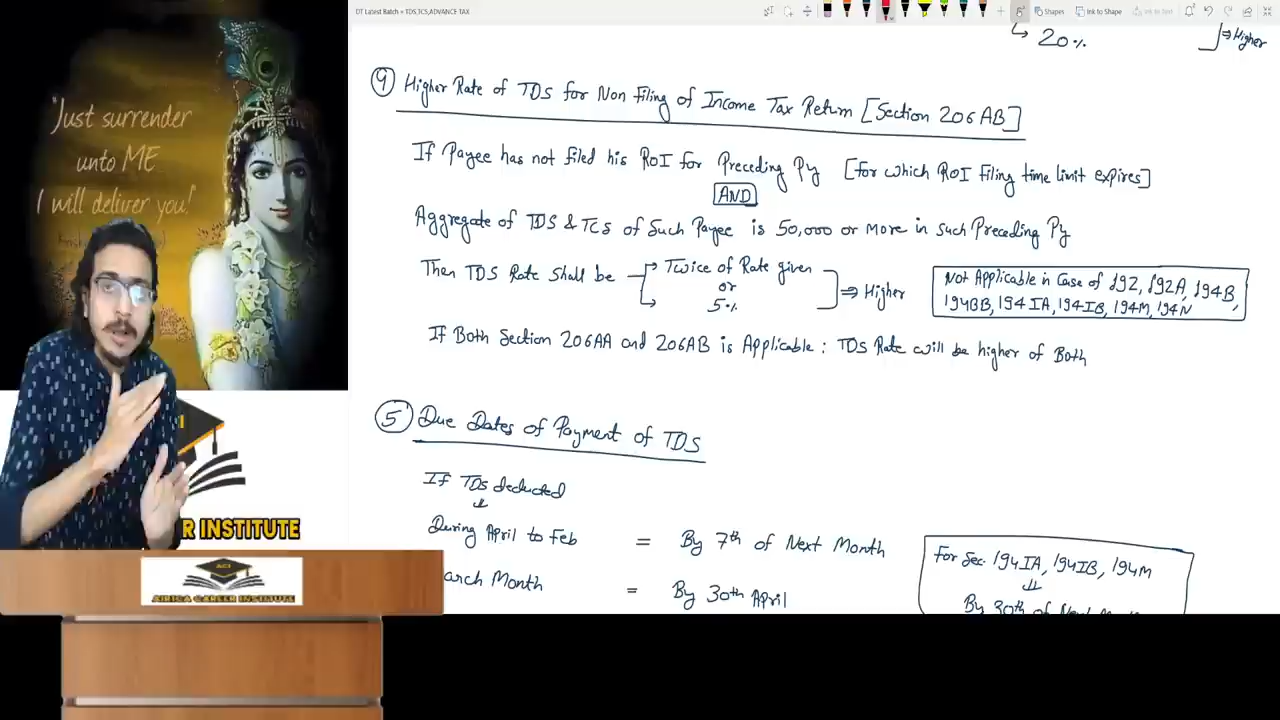 DT Latest Batch » TDS,TCS,ADVANCE TAX
Shapes
Ink to Shape
20%
⇒ Higher
④ Higher Rate of TDS for Non Filing of Income Tax Return [Section 206AB]
If Payee has not filed his RoI for Preceding Py [for which RoI filing time limit expires]
AND
Aggregate of TDS & TCS of Such Payee is 50,000 or More in such Preceding Py
Then TDS Rate shall be
Twice of Rate given
or
5%
⇒ Higher
Not Applicable in Case of 192, 192A, 194B,
194BB, 194IA, 194IB, 194M, 194N
If Both Section 206AA and 206AB is Applicable : TDS Rate will be higher of Both
⑤ Due Dates of Payment of TDS
If TDS deducted
During April to Feb = By 7th of Next Month
arch Month = By 30th April
For Sec. 194IA, 194IB, 194M
By 30th of Next
"Just surrender
unto ME
I will deliver you!"
R INSTITUTE
ACI